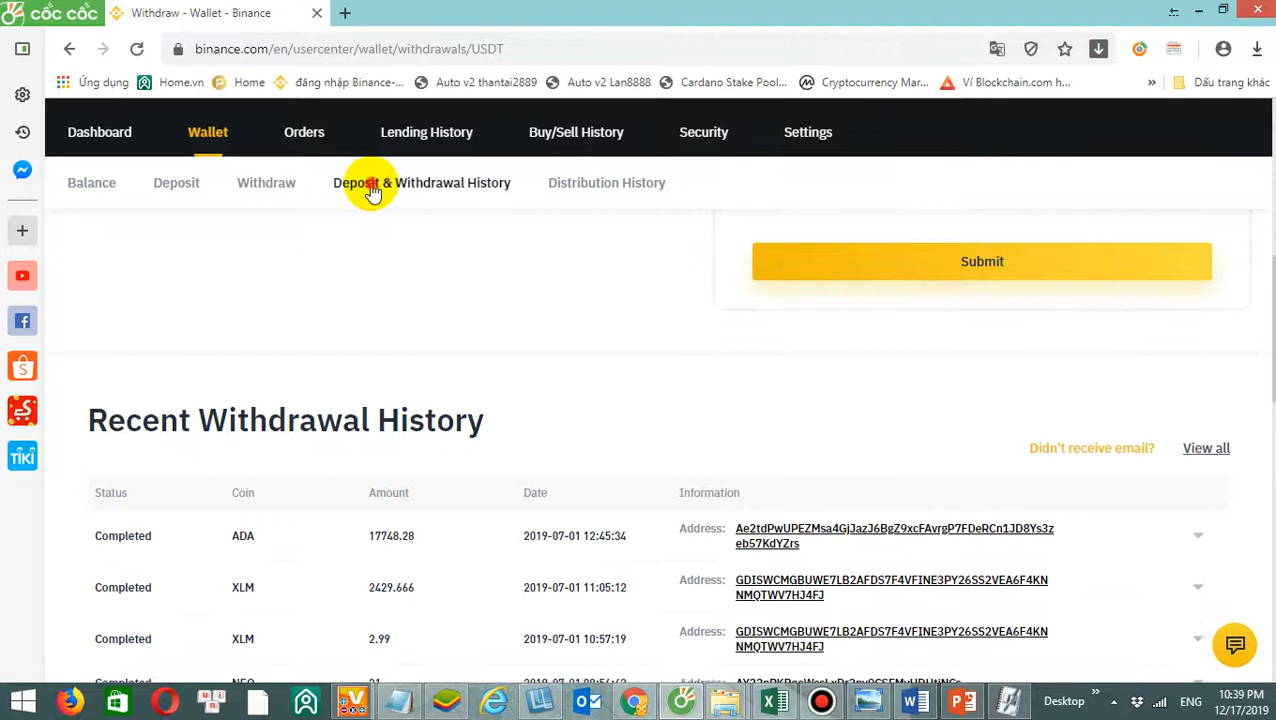 cốc cốc
Withdraw - Wallet - Binance
binance.com/en/usercenter/wallet/withdrawals/USDT
Ứng dụng Home.vn Home đăng nhập Binance-... Auto v2 thantai2889 Auto v2 Lan8888 Cardano Stake Pool... Cryptocurrency Mar... Ví Blockchain.com h... » Dấu trang khác
Dashboard Wallet Orders Lending History Buy/Sell History Security Settings
Balance Deposit Withdraw Deposit & Withdrawal History Distribution History
Submit
Recent Withdrawal History
Didn't receive email? View all
Status Coin Amount Date Information
Completed ADA 17748.28 2019-07-01 12:45:34 Address: Ae2tdPwUPEZMsa4GjJazJ6BgZ9xcFAvrgP7FDeRCn1JD8Ys3z
eb57KdYZrs
Completed XLM 2429.666 2019-07-01 11:05:12 Address: GDISWCMGBUWE7LB2AFDS7F4VFINE3PY26SS2VEA6F4KN
NMQTWV7HJ4FJ
Completed XLM 2.99 2019-07-01 10:57:19 Address: GDISWCMGBUWE7LB2AFDS7F4VFINE3PY26SS2VEA6F4KN
NMQTWV7HJ4FJ
TIKI
Desktop » ENG 10:39 PM
12/17/2019